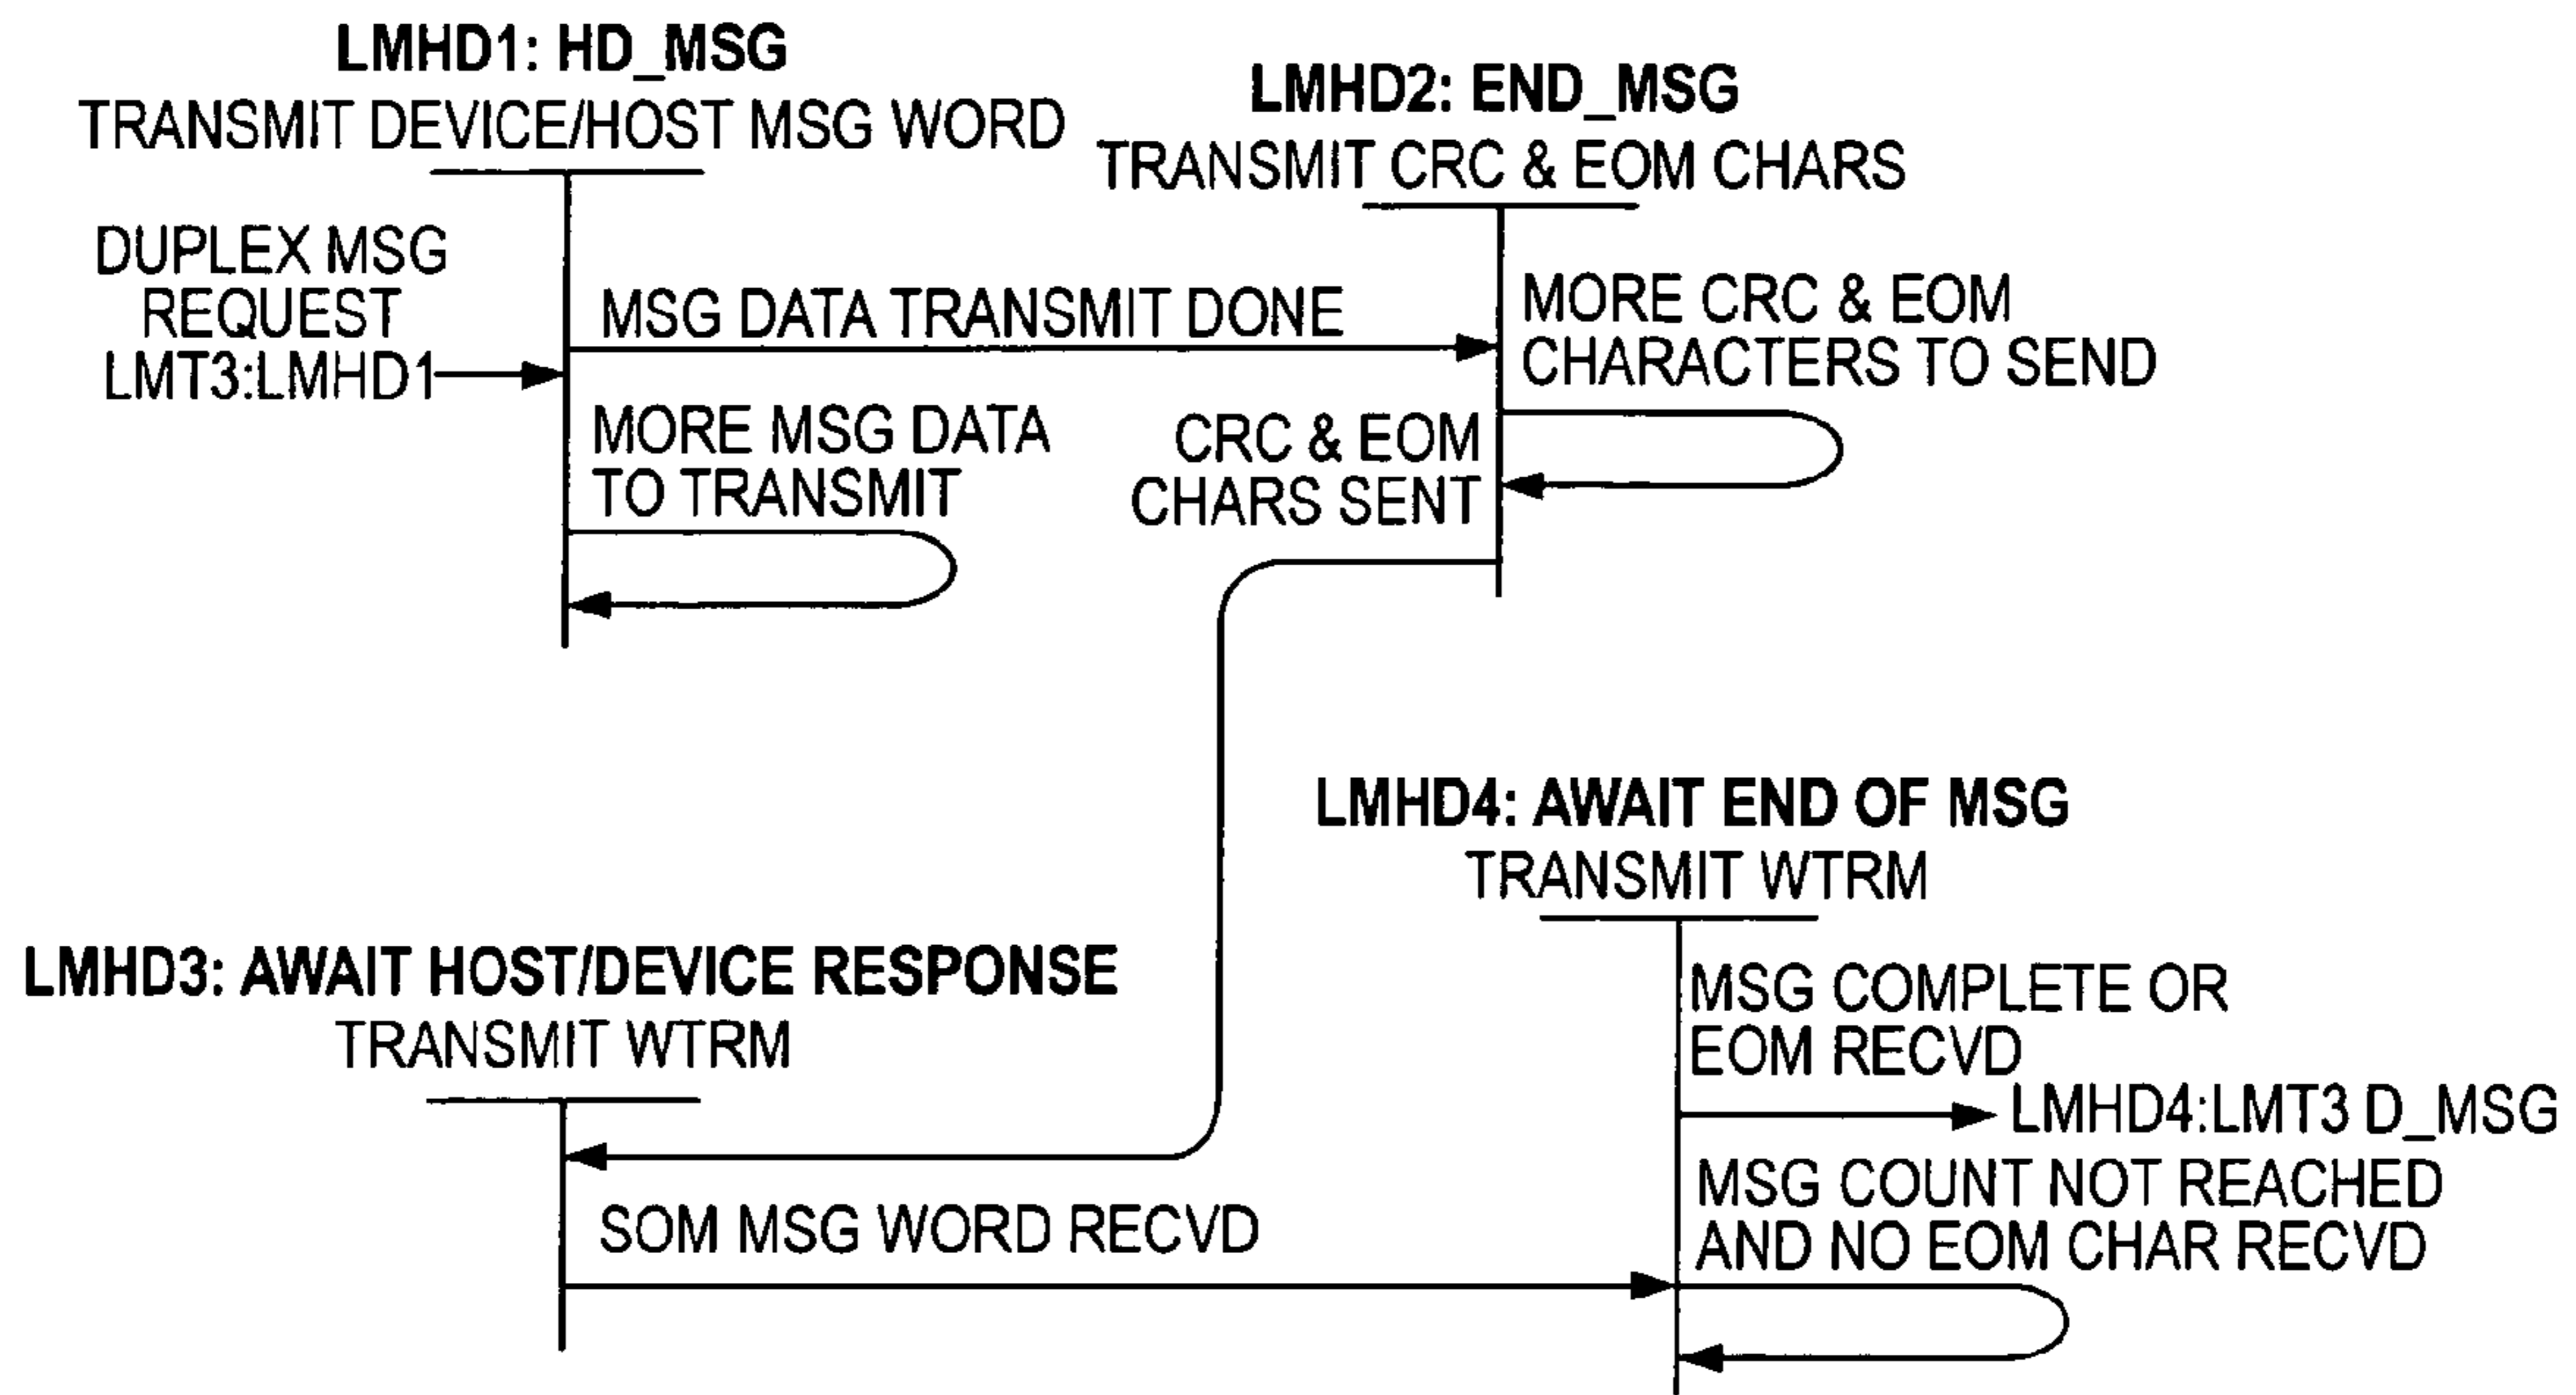 LMHD1: HD_MSG
TRANSMIT DEVICE/HOST MSG WORD
DUPLEX MSG
REQUEST
LMT3:LMHD1
MSG DATA TRANSMIT DONE
MORE MSG DATA
TO TRANSMIT
LMHD2: END_MSG
TRANSMIT CRC & EOM CHARS
MORE CRC & EOM
CHARACTERS TO SEND
CRC & EOM
CHARS SENT
LMHD3: AWAIT HOST/DEVICE RESPONSE
TRANSMIT WTRM
SOM MSG WORD RECVD
LMHD4: AWAIT END OF MSG
TRANSMIT WTRM
MSG COMPLETE OR
EOM RECVD
LMHD4:LMT3 D_MSG
MSG COUNT NOT REACHED
AND NO EOM CHAR RECVD